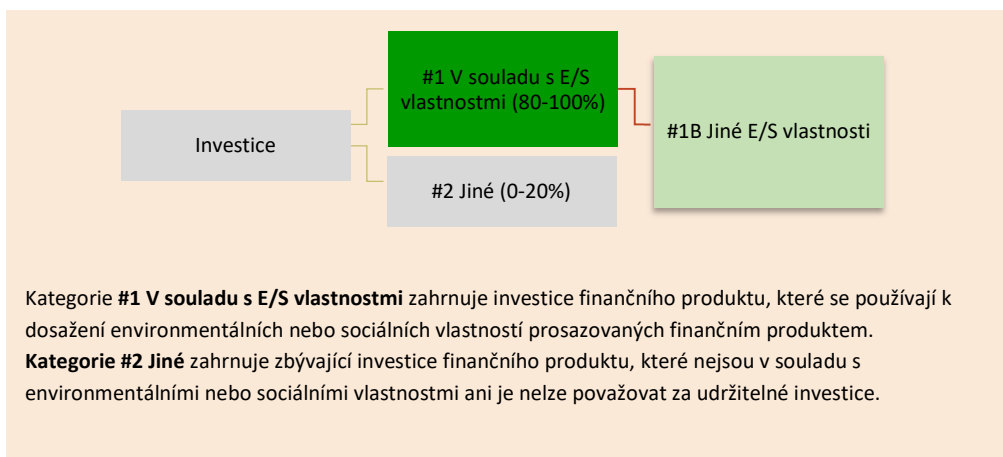 #1 V souladu s E/S
vlastnostmi (80-100%)
Investice
#1B Jiné E/S vlastnosti
#2 Jiné (0-20%)
Kategorie #1 V souladu s E/S vlastnostmi zahrnuje investice finančního produktu, které se používají k
dosažení environmentálních nebo sociálních vlastností prosazovaných finančním produktem.
Kategorie #2 Jiné zahrnuje zbývající investice finančního produktu, které nejsou v souladu s
environmentálními nebo sociálními vlastnostmi ani je nelze považovat za udržitelné investice.